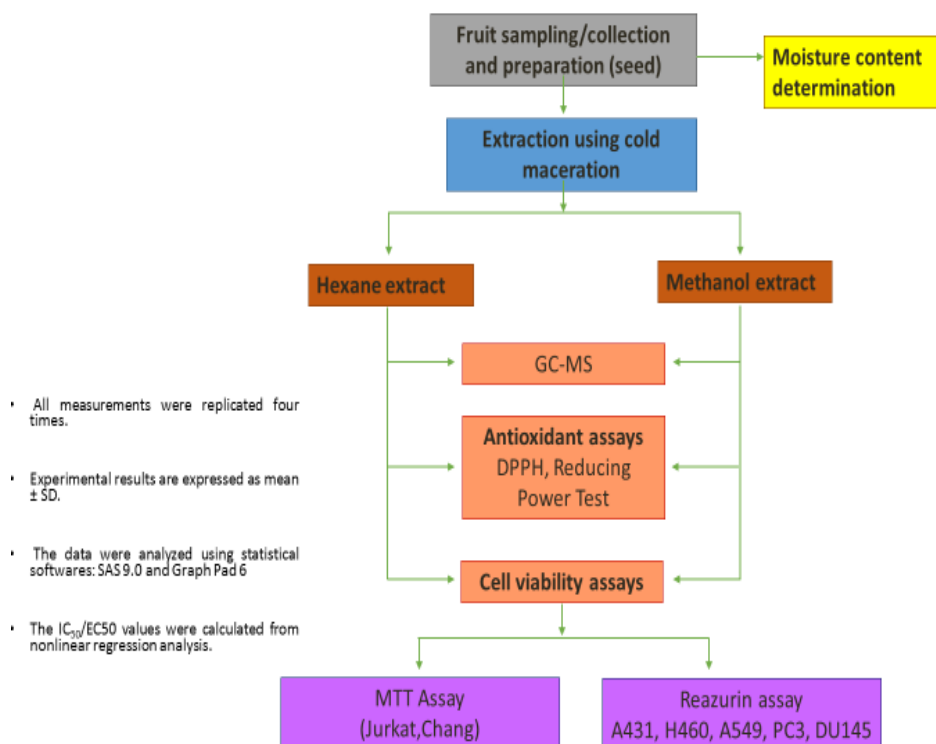 Fruit sampling/collection
and preparation (seed)
Moisture content
determination
Extraction using cold
maceration
Hexane extract
Methanol extract
GC-MS
Antioxidant assays
DPPH, Reducing
Power Test
Cell viability assays
MTT Assay
(Jurkat,Chang)
Reazurin assay
A431, H460, A549, PC3, DU145
• All measurements were replicated four
times.
• Experimental results are expressed as mean
± SD.
• The data were analyzed using statistical
softwares: SAS 9.0 and Graph Pad 6
• The IC₅₀/EC50 values were calculated from
nonlinear regression analysis.